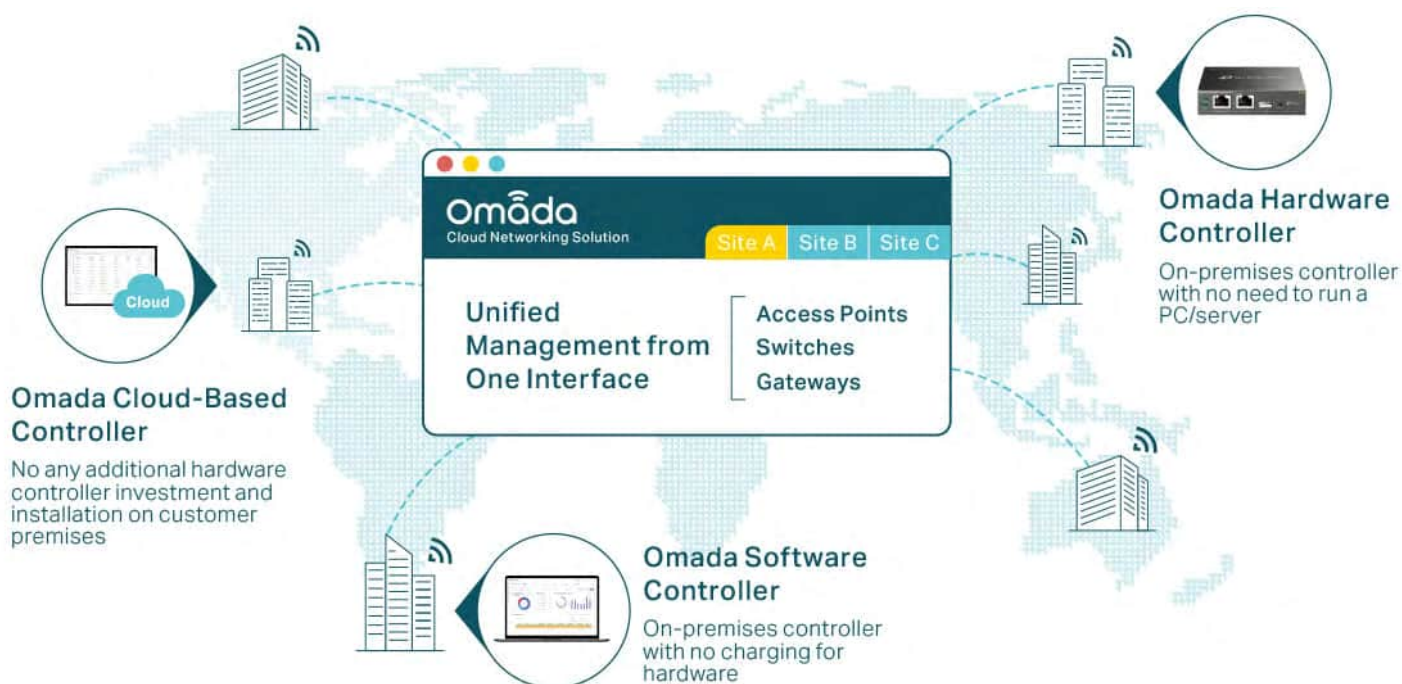 Omada
Cloud Networking Solution
Site A
Site B
Site C
Unified
Management from
One Interface
Access Points
Switches
Gateways
Omada Hardware
Controller
On-premises controller
with no need to run a
PC/server
Cloud
Omada Cloud-Based
Controller
No any additional hardware
controller investment and
installation on customer
premises
Omada Software
Controller
On-premises controller
with no charging for
hardware